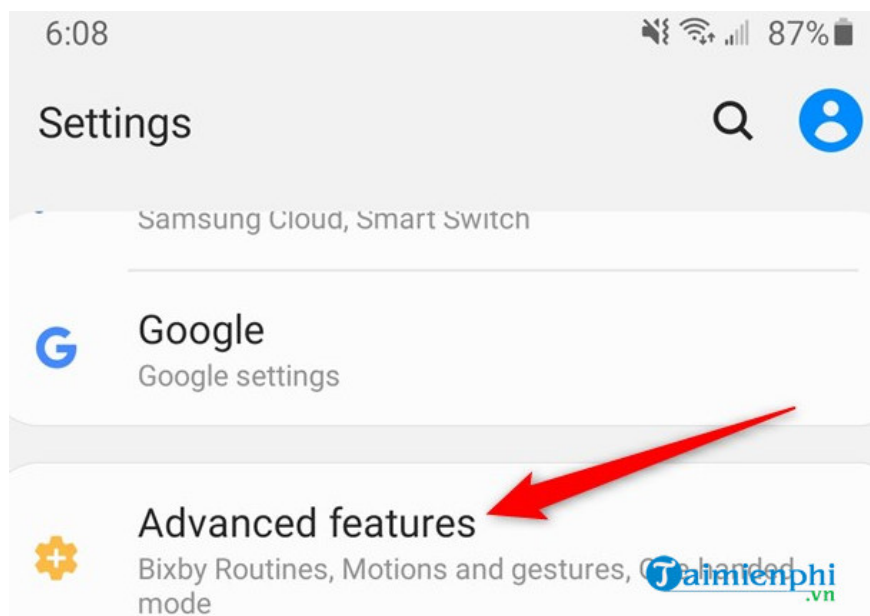 6:08 87%
Settings
Samsung Cloud, Smart Switch
Google
Google settings
Advanced features
Bixby Routines, Motions and gestures, handed
mode
Taimienphi
.vn